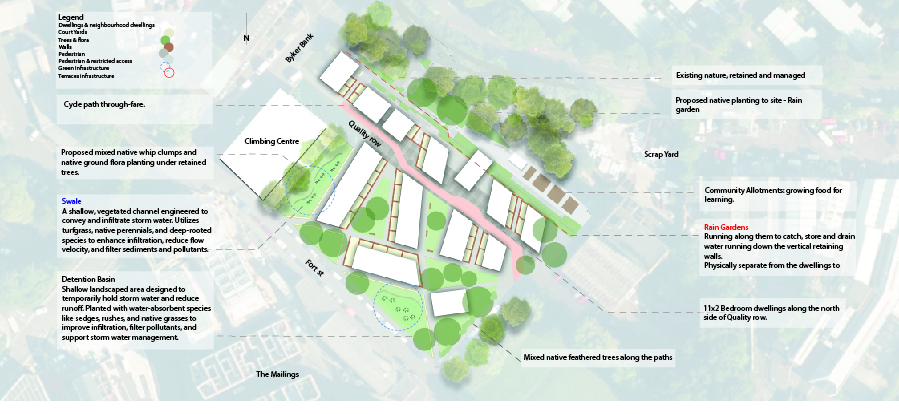 Legend
Dwellings & neighbourhood dwellings
Court Yards
Trees & flora
Walls
Pedestrian
Pedestrian & restricted access
Green Infrastructure
Terraces Infrastructure
N
Byker Bank
Cycle path through-fare.
Quality row
Climbing Centre
Proposed mixed native whip clumps and
native ground flora planting under retained
trees.
Swale
A shallow, vegetated channel engineered to
convey and infiltrate storm water. Utilizes
turfgrass, native perennials, and deep-rooted
species to enhance infiltration, reduce flow
velocity, and filter sediments and pollutants.
Fort st
Detention Basin
Shallow landscaped area designed to
temporarily hold storm water and reduce
runoff. Planted with water-absorbent species
like sedges, rushes, and native grasses to
improve infiltration, filter pollutants, and
support storm water management.
The Mailings
Existing nature, retained and managed
Proposed native planting to site - Rain
garden
Scrap Yard
Community Allotments: growing food for
learning.
Rain Gardens
Running along them to catch, store and drain
water running down the vertical retaining
walls.
Physically separate from the dwellings to
11x2 Bedroom dwellings along the north
side of Quality row.
Mixed native feathered trees along the paths